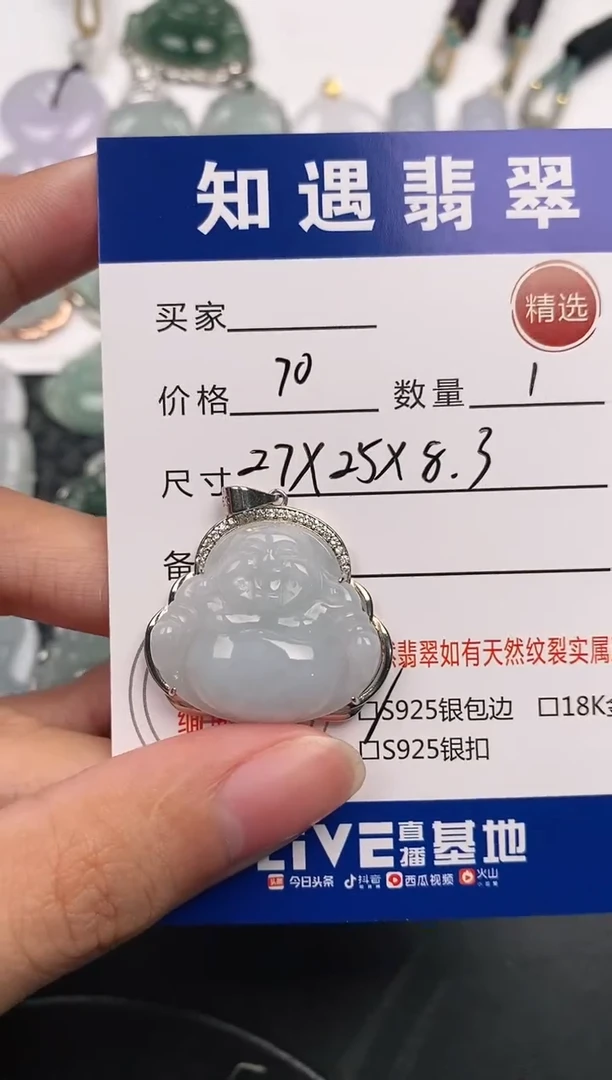 知遇翡翠
精选
买家
价格 70 数量 1
尺寸 27X25X8.3
备
翡翠如有天然纹裂实属
S925银包边 18K
S925银扣
LIVE直播基地
头条 今日头条 抖音 西瓜视频 火山